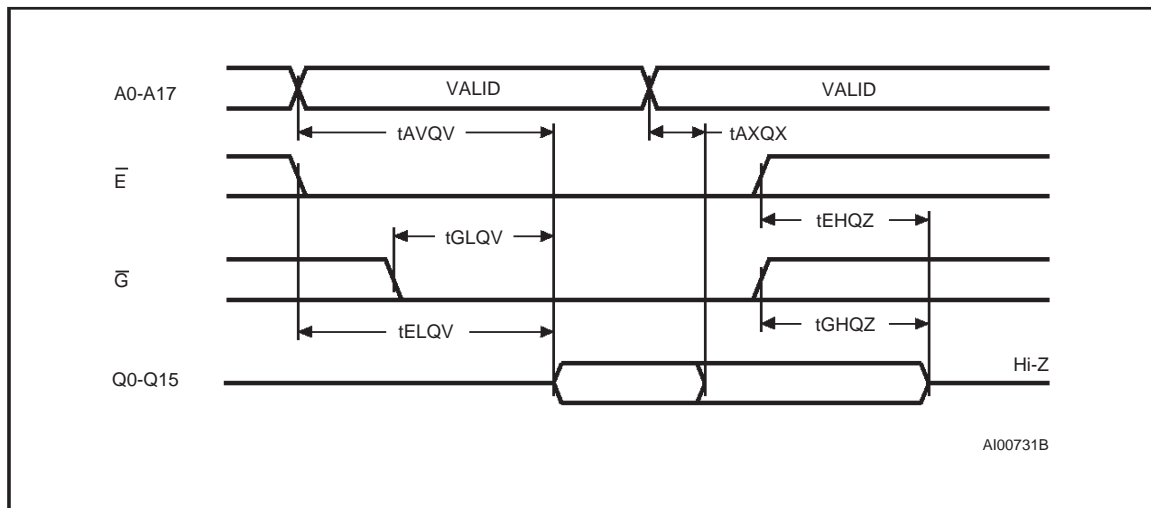 A0-A17
VALID
VALID
tAVQV
tAXQX
E̅
tEHQZ
tGLQV
G̅
tELQV
tGHQZ
Q0-Q15
Hi-Z
AI00731B